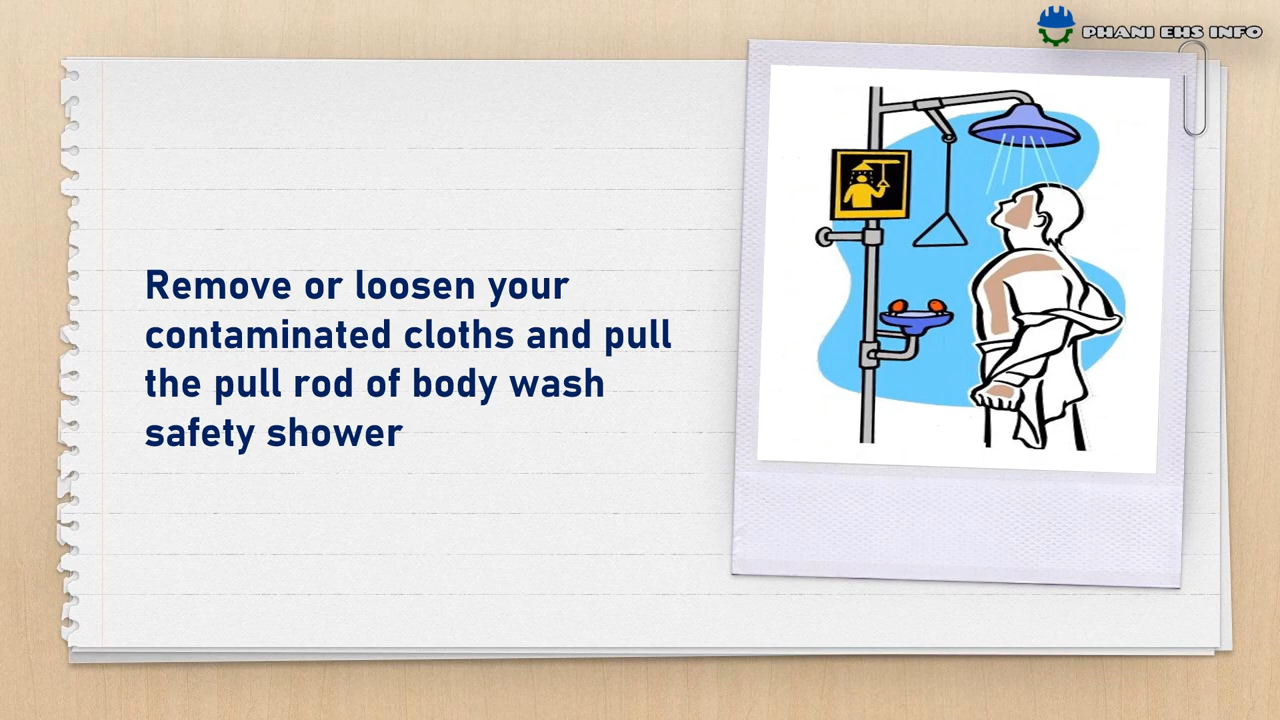 PHANI EHS INFO
Remove or loosen your
contaminated cloths and pull
the pull rod of body wash
safety shower